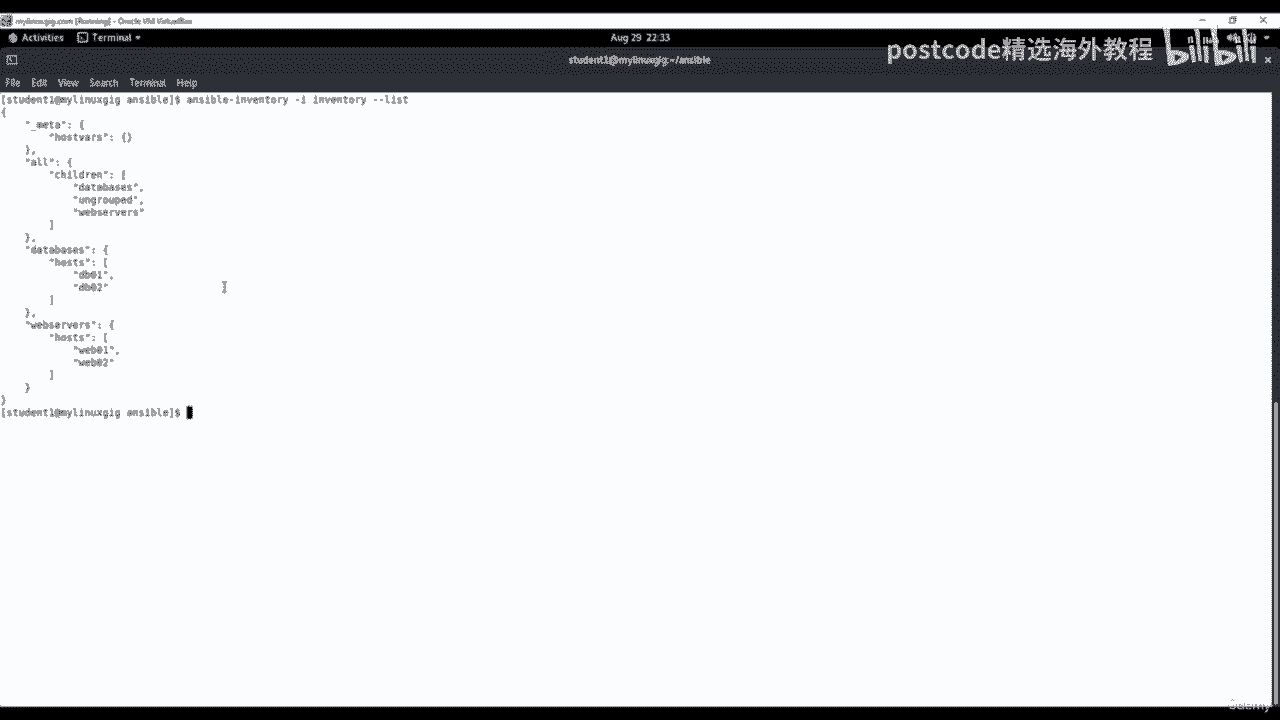 mylinuxgig.com [Running] - Oracle VM VirtualBox
Activities Terminal Aug 29 22:33
postcode精选海外教程 bilibili
student1@mylinuxgig:~/ansible
File Edit View Search Terminal Help
[student1@mylinuxgig ansible]$ ansible-inventory -i inventory --list
{
    "_meta": {
        "hostvars": {}
    },
    "all": {
        "children": [
            "databases",
            "ungrouped",
            "webservers"
        ]
    },
    "databases": {
        "hosts": [
            "db01",
            "db02"
        ]
    },
    "webservers": {
        "hosts": [
            "web01",
            "web02"
        ]
    }
}
[student1@mylinuxgig ansible]$
Udemy